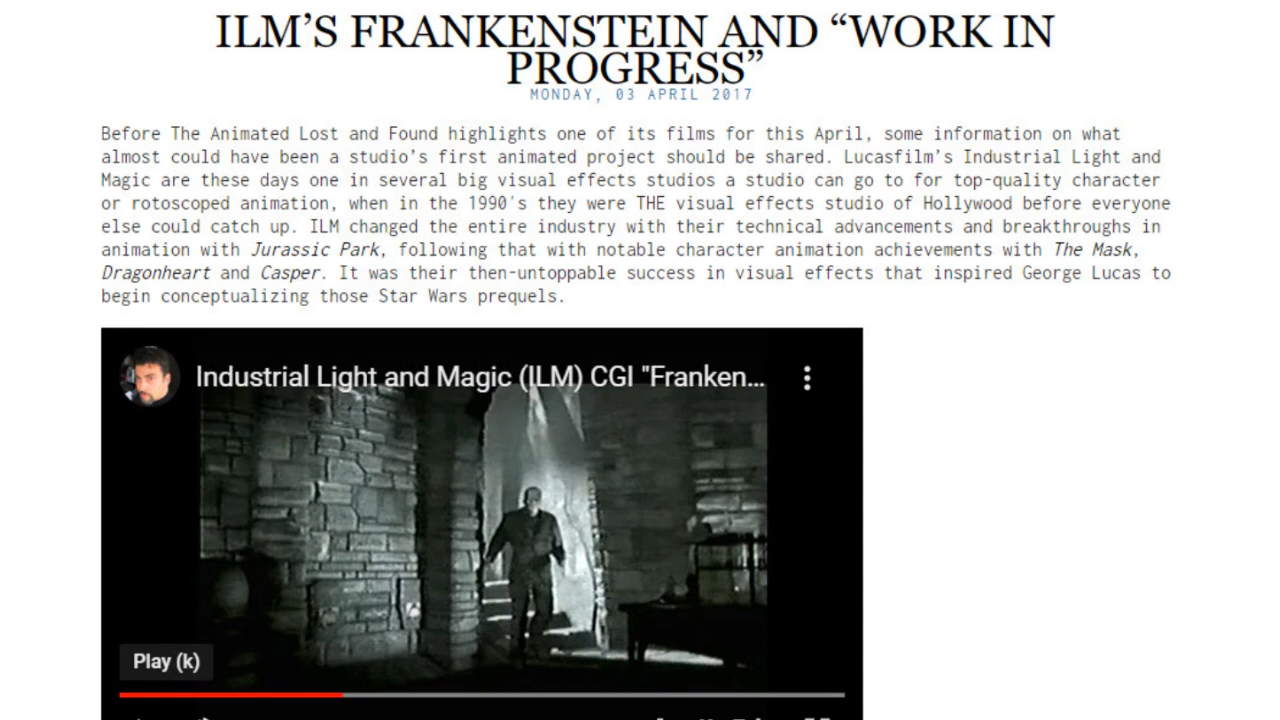 ILM’S FRANKENSTEIN AND “WORK IN
PROGRESS”
MONDAY, 03 APRIL 2017
Before The Animated Lost and Found highlights one of its films for this April, some information on what
almost could have been a studio’s first animated project should be shared. Lucasfilm’s Industrial Light and
Magic are these days one in several big visual effects studios a studio can go to for top-quality character
or rotoscoped animation, when in the 1990's they were THE visual effects studio of Hollywood before everyone
else could catch up. ILM changed the entire industry with their technical advancements and breakthroughs in
animation with Jurassic Park, following that with notable character animation achievements with The Mask,
Dragonheart and Casper. It was their then-untoppable success in visual effects that inspired George Lucas to
begin conceptualizing those Star Wars prequels.
Industrial Light and Magic (ILM) CGI "Franken...
Play (k)